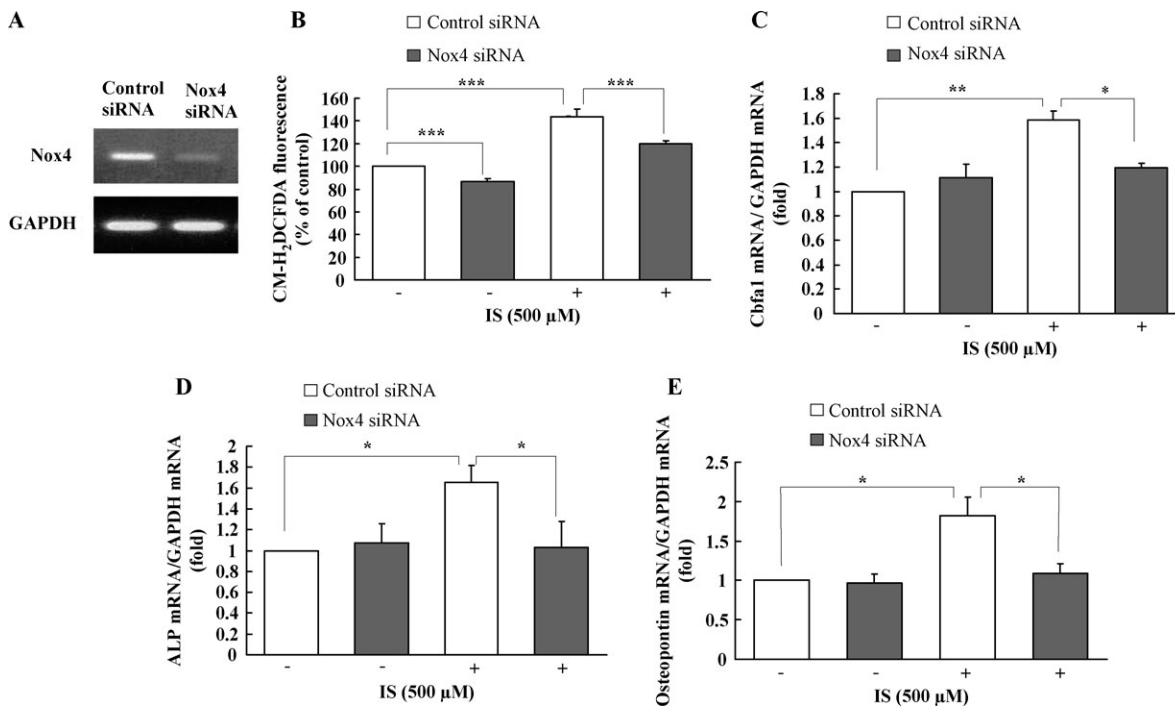 A
Control
siRNA
Nox4
siRNA
Nox4
GAPDH
B
Control siRNA
Nox4 siRNA
CM-H₂DCFDA fluorescence
(% of control)
160
140
120
100
80
60
40
20
0
***
***
***
- - + +
IS (500 µM)
C
Control siRNA
Nox4 siRNA
Cbfa1 mRNA/ GAPDH mRNA
(fold)
1.8
1.6
1.4
1.2
1
0.8
0.6
0.4
0.2
0
**
*
- - + +
IS (500 µM)
D
Control siRNA
Nox4 siRNA
ALP mRNA/GAPDH mRNA
(fold)
2
1.8
1.6
1.4
1.2
1
0.8
0.6
0.4
0.2
0
*
*
- - + +
IS (500 µM)
E
Control siRNA
Nox4 siRNA
Osteopontin mRNA/GAPDH mRNA
(fold)
2.5
2
1.5
1
0.5
0
*
*
- - + +
IS (500 µM)